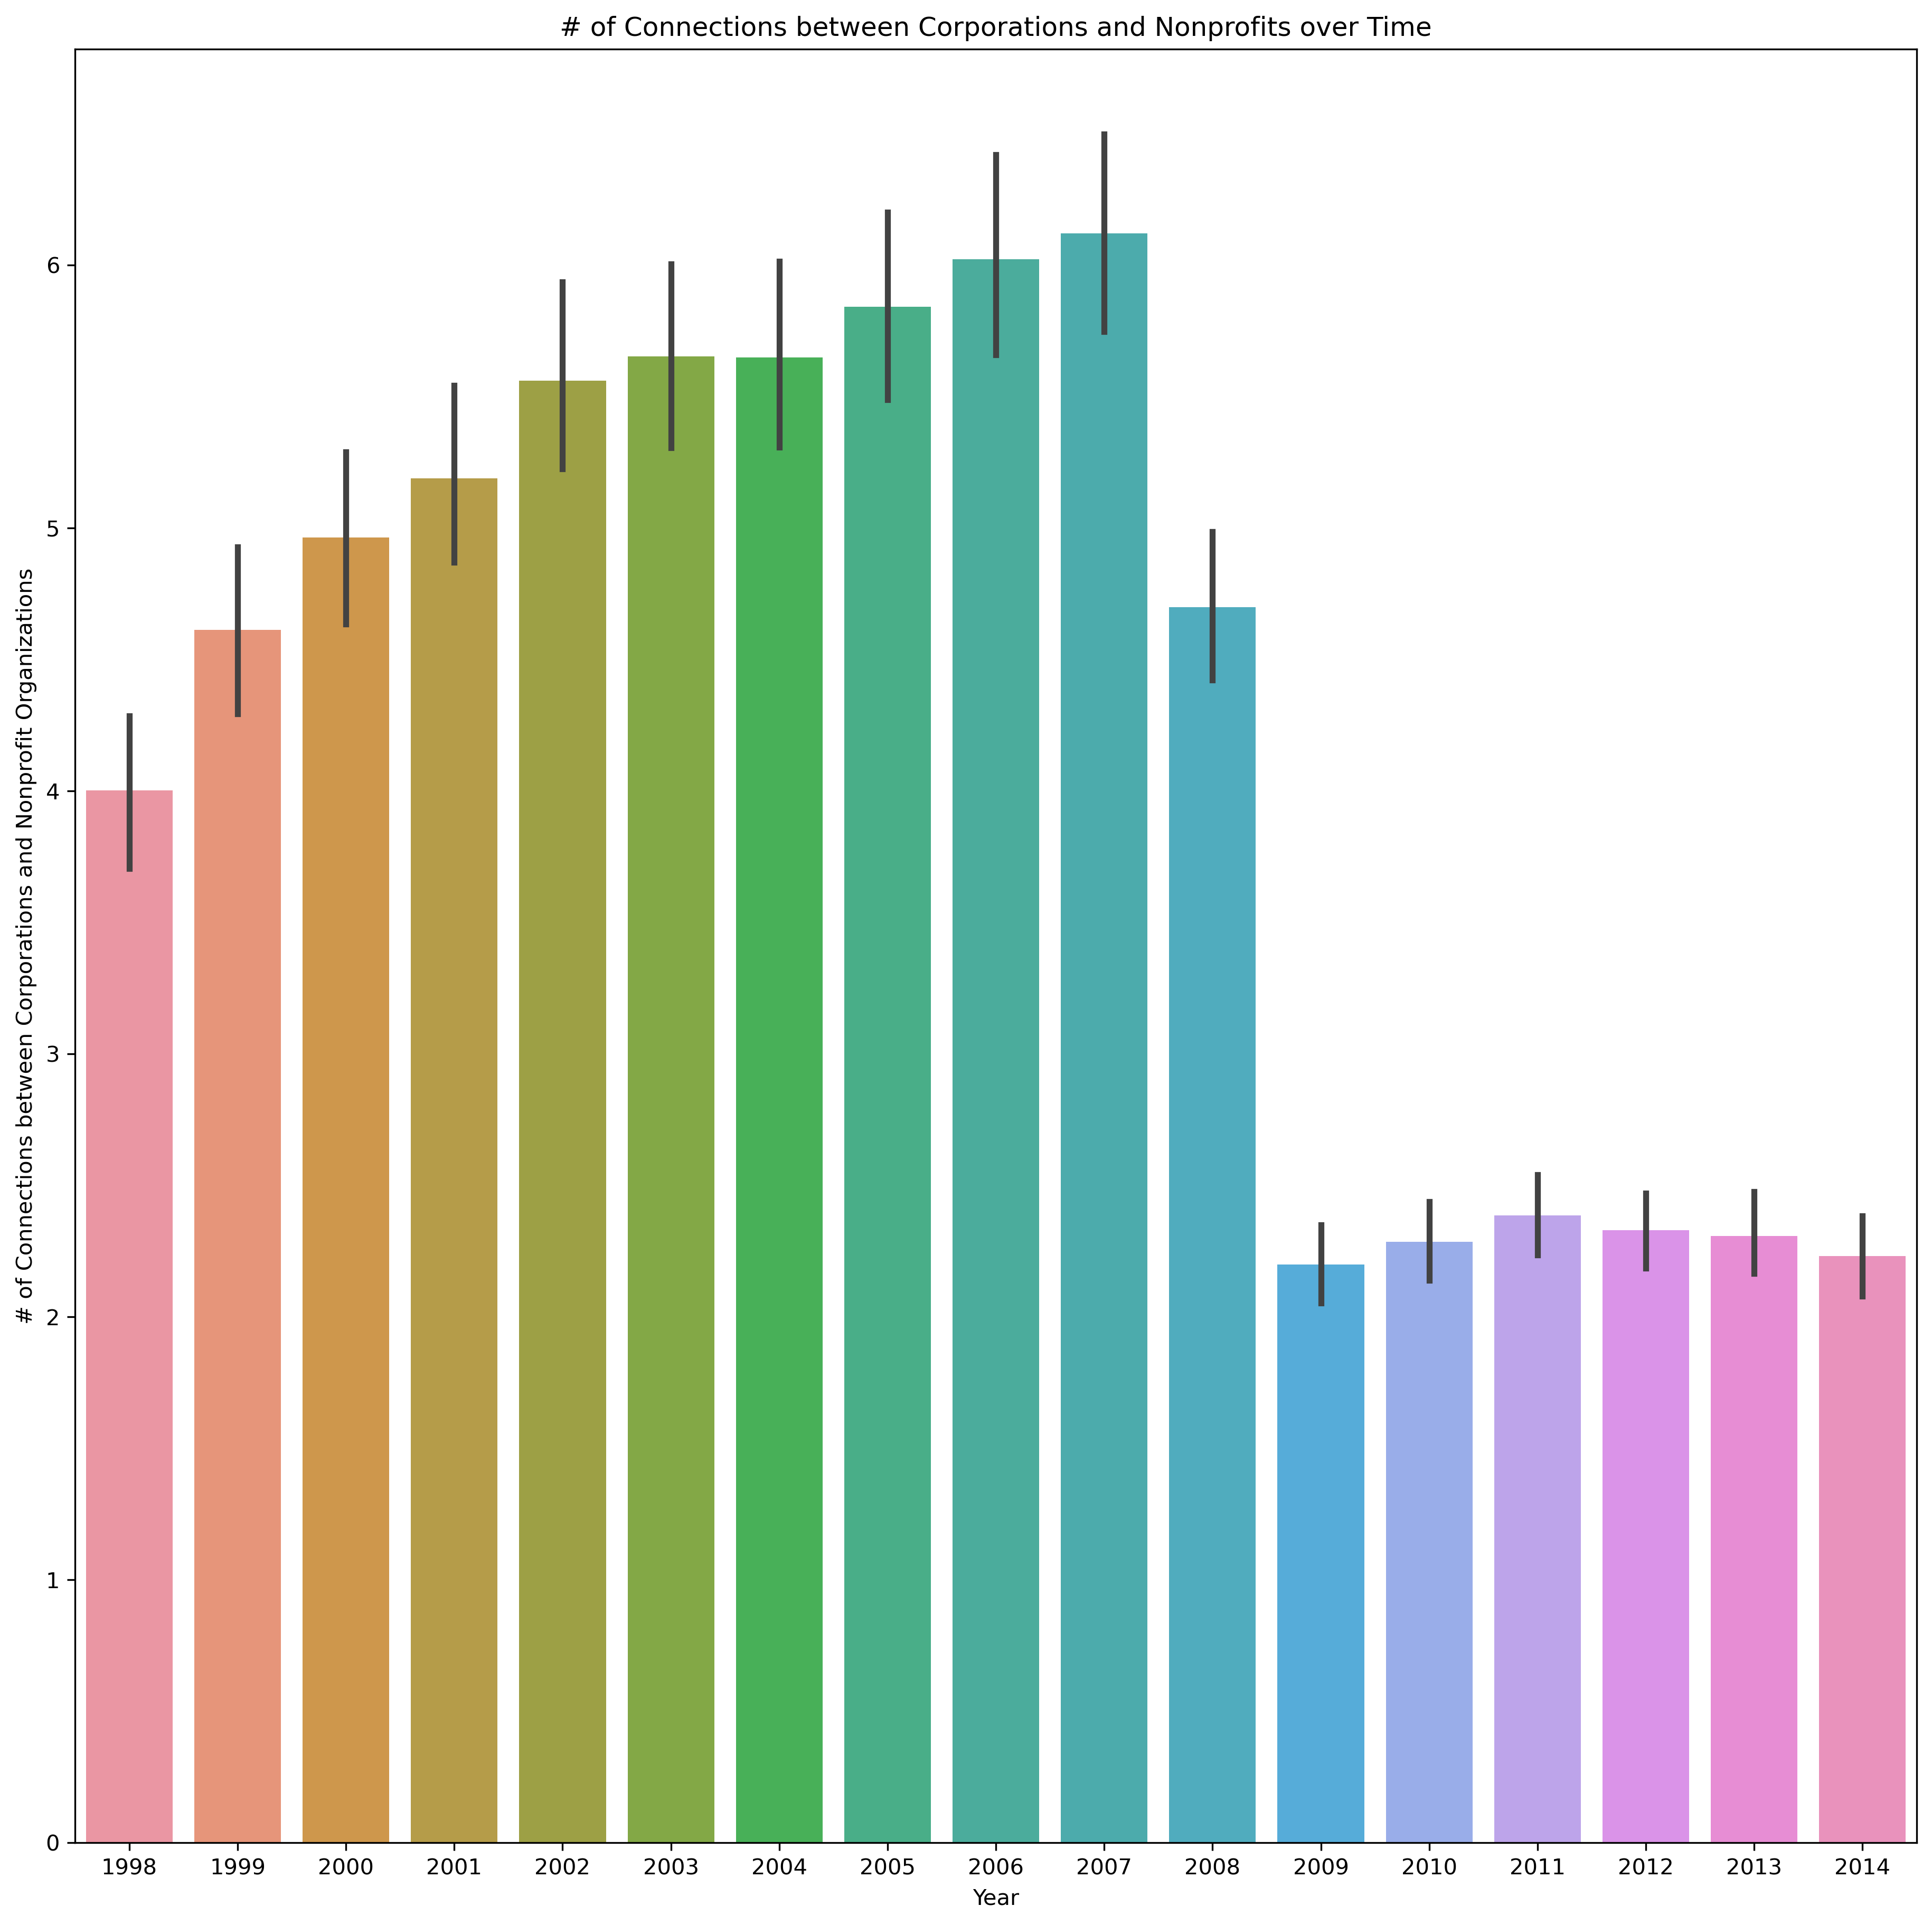 # of Connections between Corporations and Nonprofits over Time
# of Connections between Corporations and Nonprofit Organizations
6
5
4
3
2
1
0
1998 1999 2000 2001 2002 2003 2004 2005 2006 2007 2008 2009 2010 2011 2012 2013 2014
Year